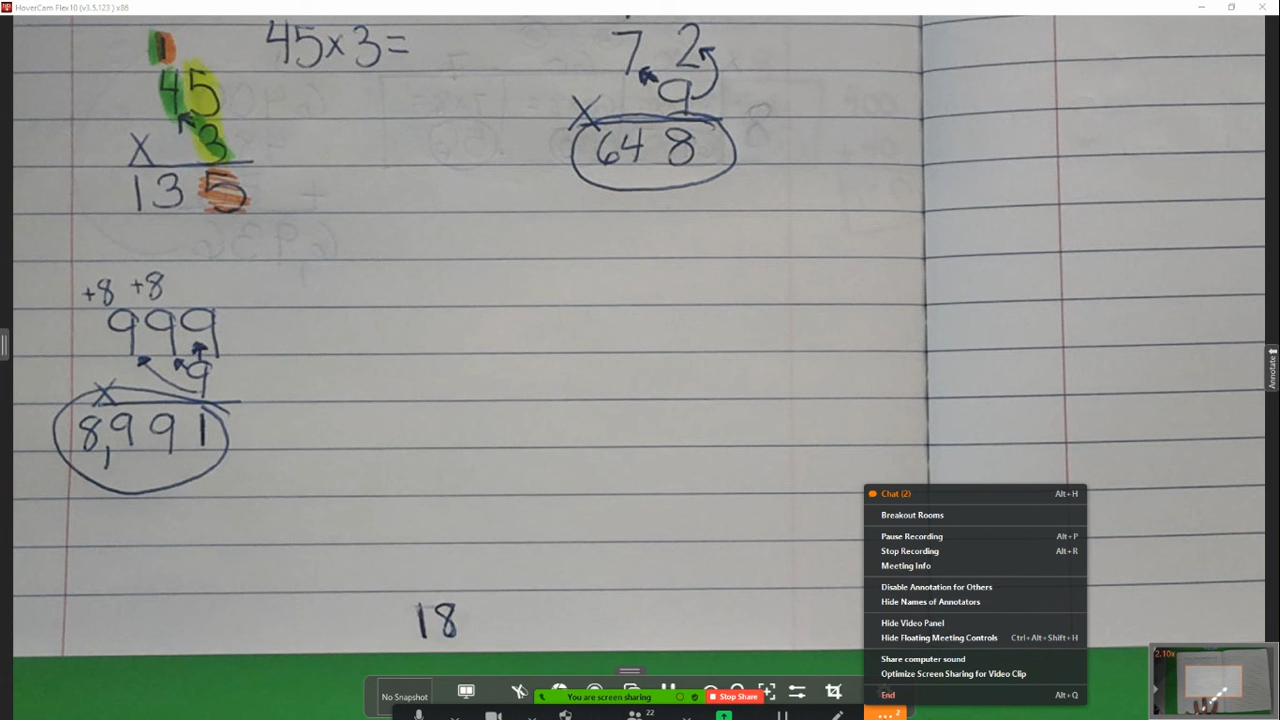 HoverCam Flex10 (v3.5.123 ) x86
1
45
x 3
135
45x3=
7 2
x 9
64 8
+8 +8
999
x 9
8,991
18
Annotate
Chat (2) Alt+H
Breakout Rooms
Pause Recording Alt+P
Stop Recording Alt+R
Meeting Info
Disable Annotation for Others
Hide Names of Annotators
Hide Video Panel
Hide Floating Meeting Controls Ctrl+Alt+Shift+H
Share computer sound
Optimize Screen Sharing for Video Clip
End Alt+Q
2.10x
No Snapshot
You are screen sharing
Stop Share
22
2